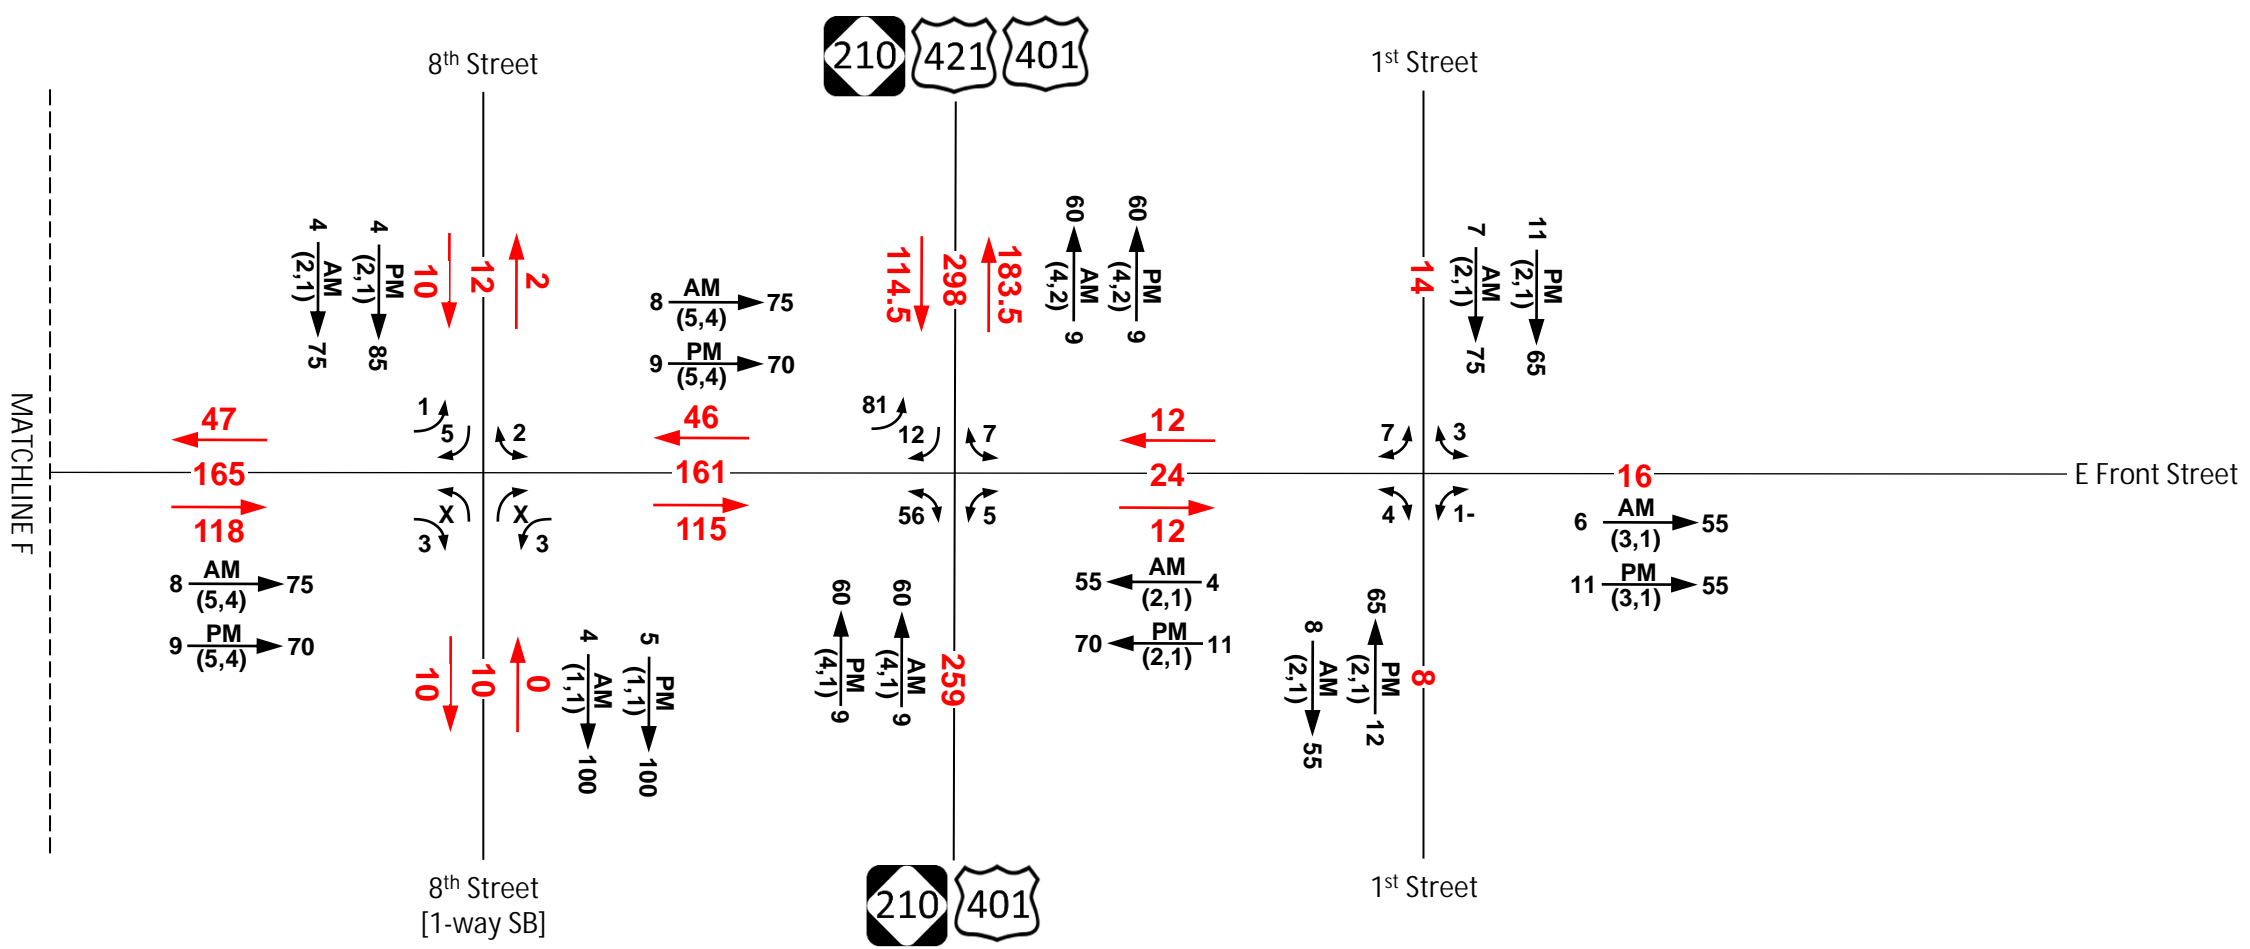 210 421 401
8th Street
1st Street
4 AM (2,1) 75
4 PM (2,1) 85
10
12
2
8 AM (5,4) 75
9 PM (5,4) 70
114.5
298
183.5
60 AM (4,2) 9
60 PM (4,2) 9
14
7 AM (2,1) 75
11 PM (2,1) 65
MATCHLINE F
47
165
118
8 AM (5,4) 75
9 PM (5,4) 70
1
5
2
X
X
3
3
46
161
115
81
12
7
56
5
12
24
12
55 AM (2,1) 4
70 PM (2,1) 11
7
3
4
1-
16
E Front Street
6 AM (3,1) 55
11 PM (3,1) 55
10
10
0
4 AM (1,1) 100
5 PM (1,1) 100
60 PM (4,1) 9
60 AM (4,1) 9
259
8 AM (2,1) 55
65 PM (2,1) 12
8
8th Street
[1-way SB]
210 401
1st Street